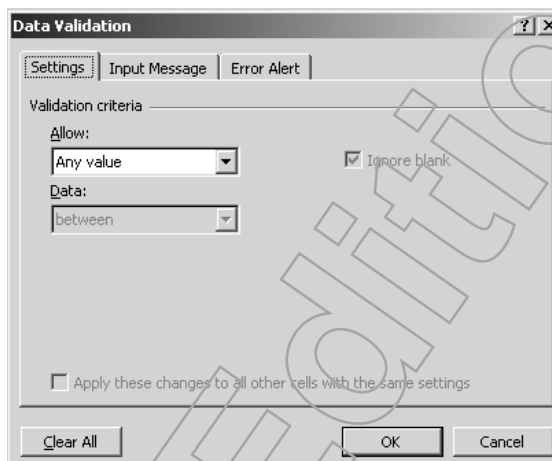 Data Validation
Settings Input Message Error Alert
Validation criteria
Allow:
Any value
Ignore blank
Data:
between
Apply these changes to all other cells with the same settings
Clear All OK Cancel